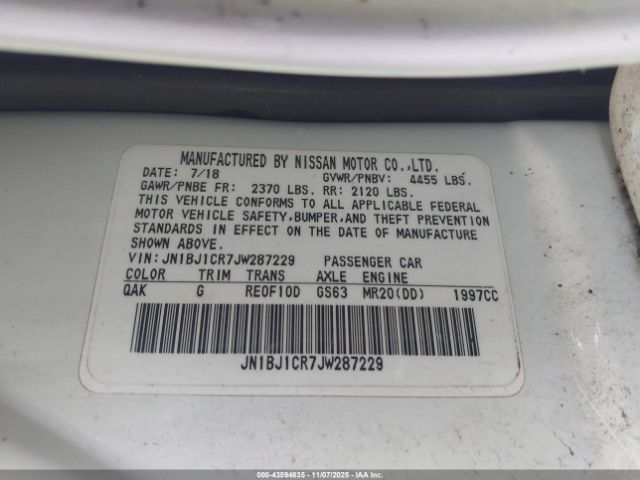 MANUFACTURED BY NISSAN MOTOR CO.,LTD.
DATE: 7/18 GVWR/PNBV: 4455 LBS.
GAWR/PNBE FR: 2370 LBS. RR: 2120 LBS.
THIS VEHICLE CONFORMS TO ALL APPLICABLE FEDERAL
MOTOR VEHICLE SAFETY,BUMPER,AND THEFT PREVENTION
STANDARDS IN EFFECT ON THE DATE OF MANUFACTURE
SHOWN ABOVE.
VIN:JN1BJ1CR7JW287229 PASSENGER CAR
COLOR TRIM TRANS AXLE ENGINE
QAK G RE0F10D GS63 MR20(DD) 1997CC
JN1BJ1CR7JW287229
000-43594635 - 11/07/2025 - IAAI.com